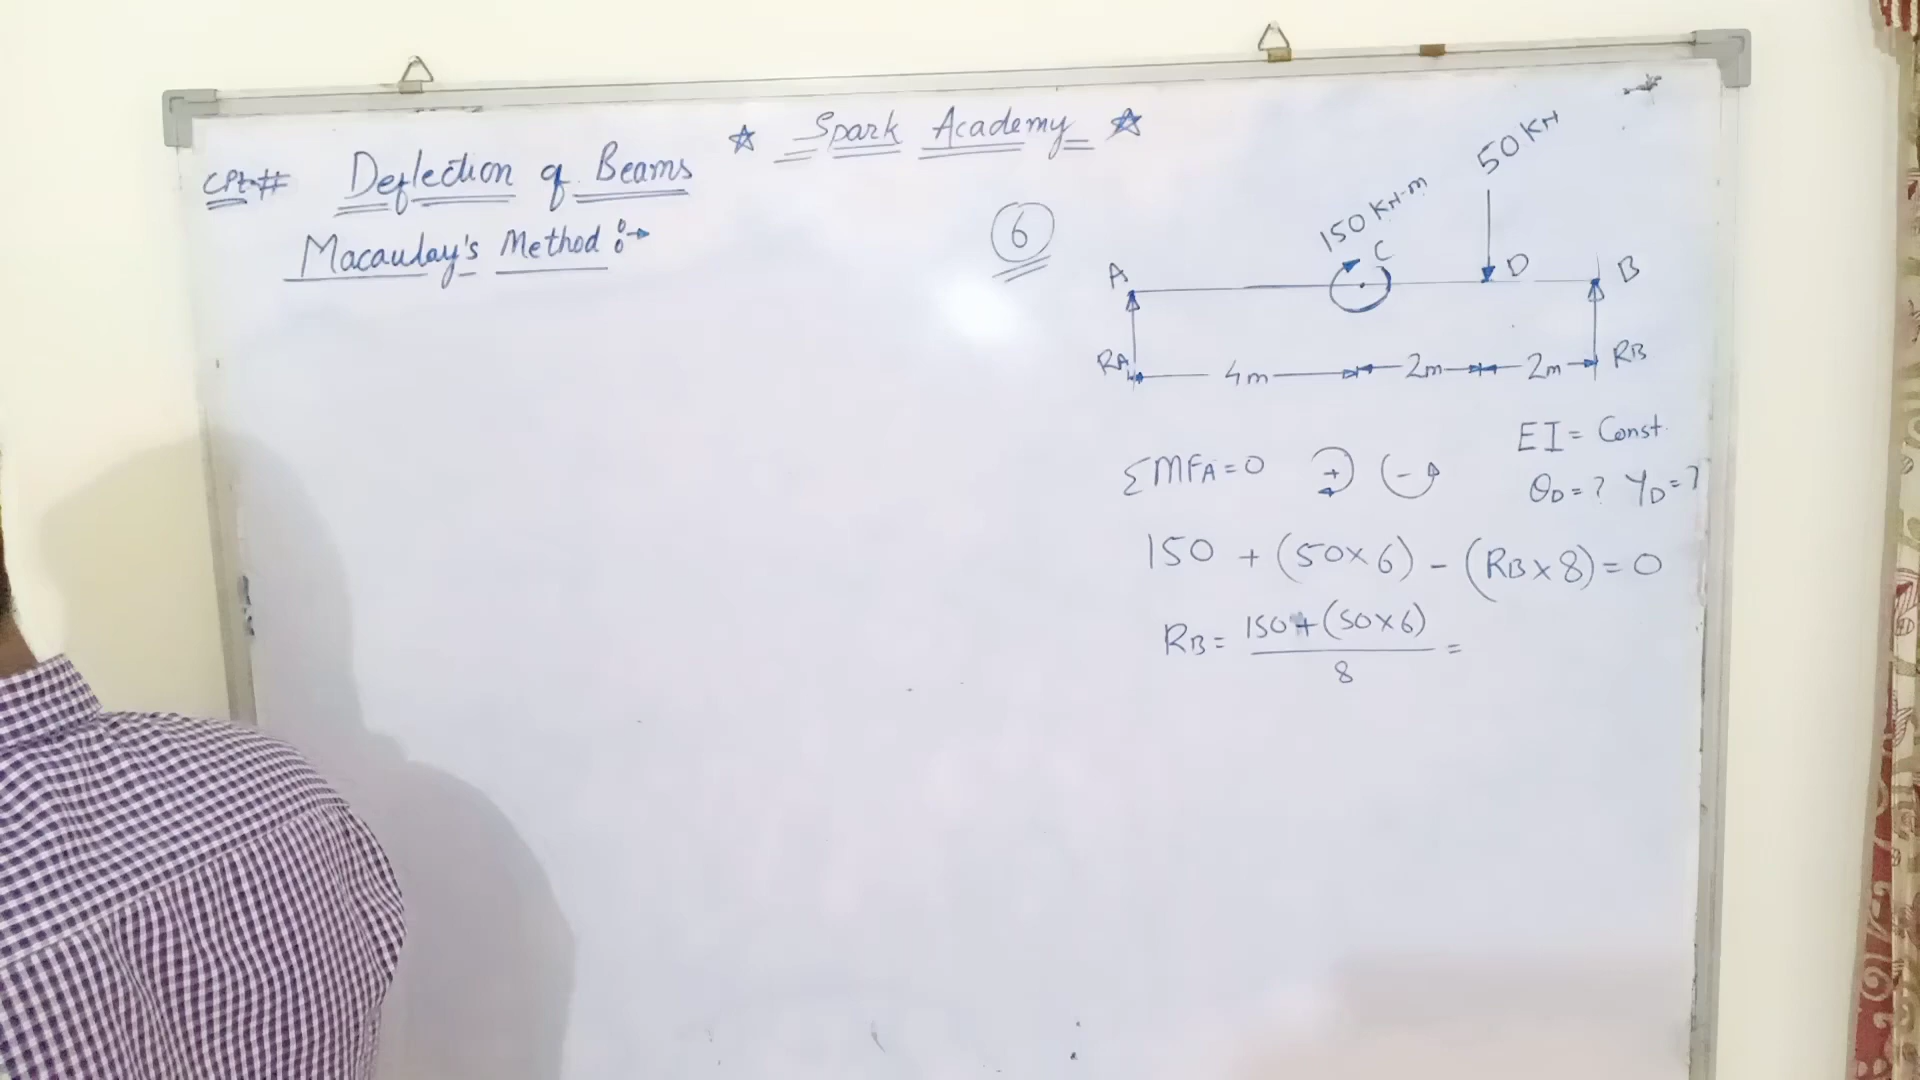 ☆ Spark Academy ☆
CPt-# Deflection of Beams
Macaulay's Method :→
6
150 KN-m
50 KN
A C D B
RA 4m 2m 2m RB
EI = Const.
ΣMFA = 0 + -
θD = ? YD = ?
150 + (50×6) - (RB × 8) = 0
RB = 150 + (50×6) =
8